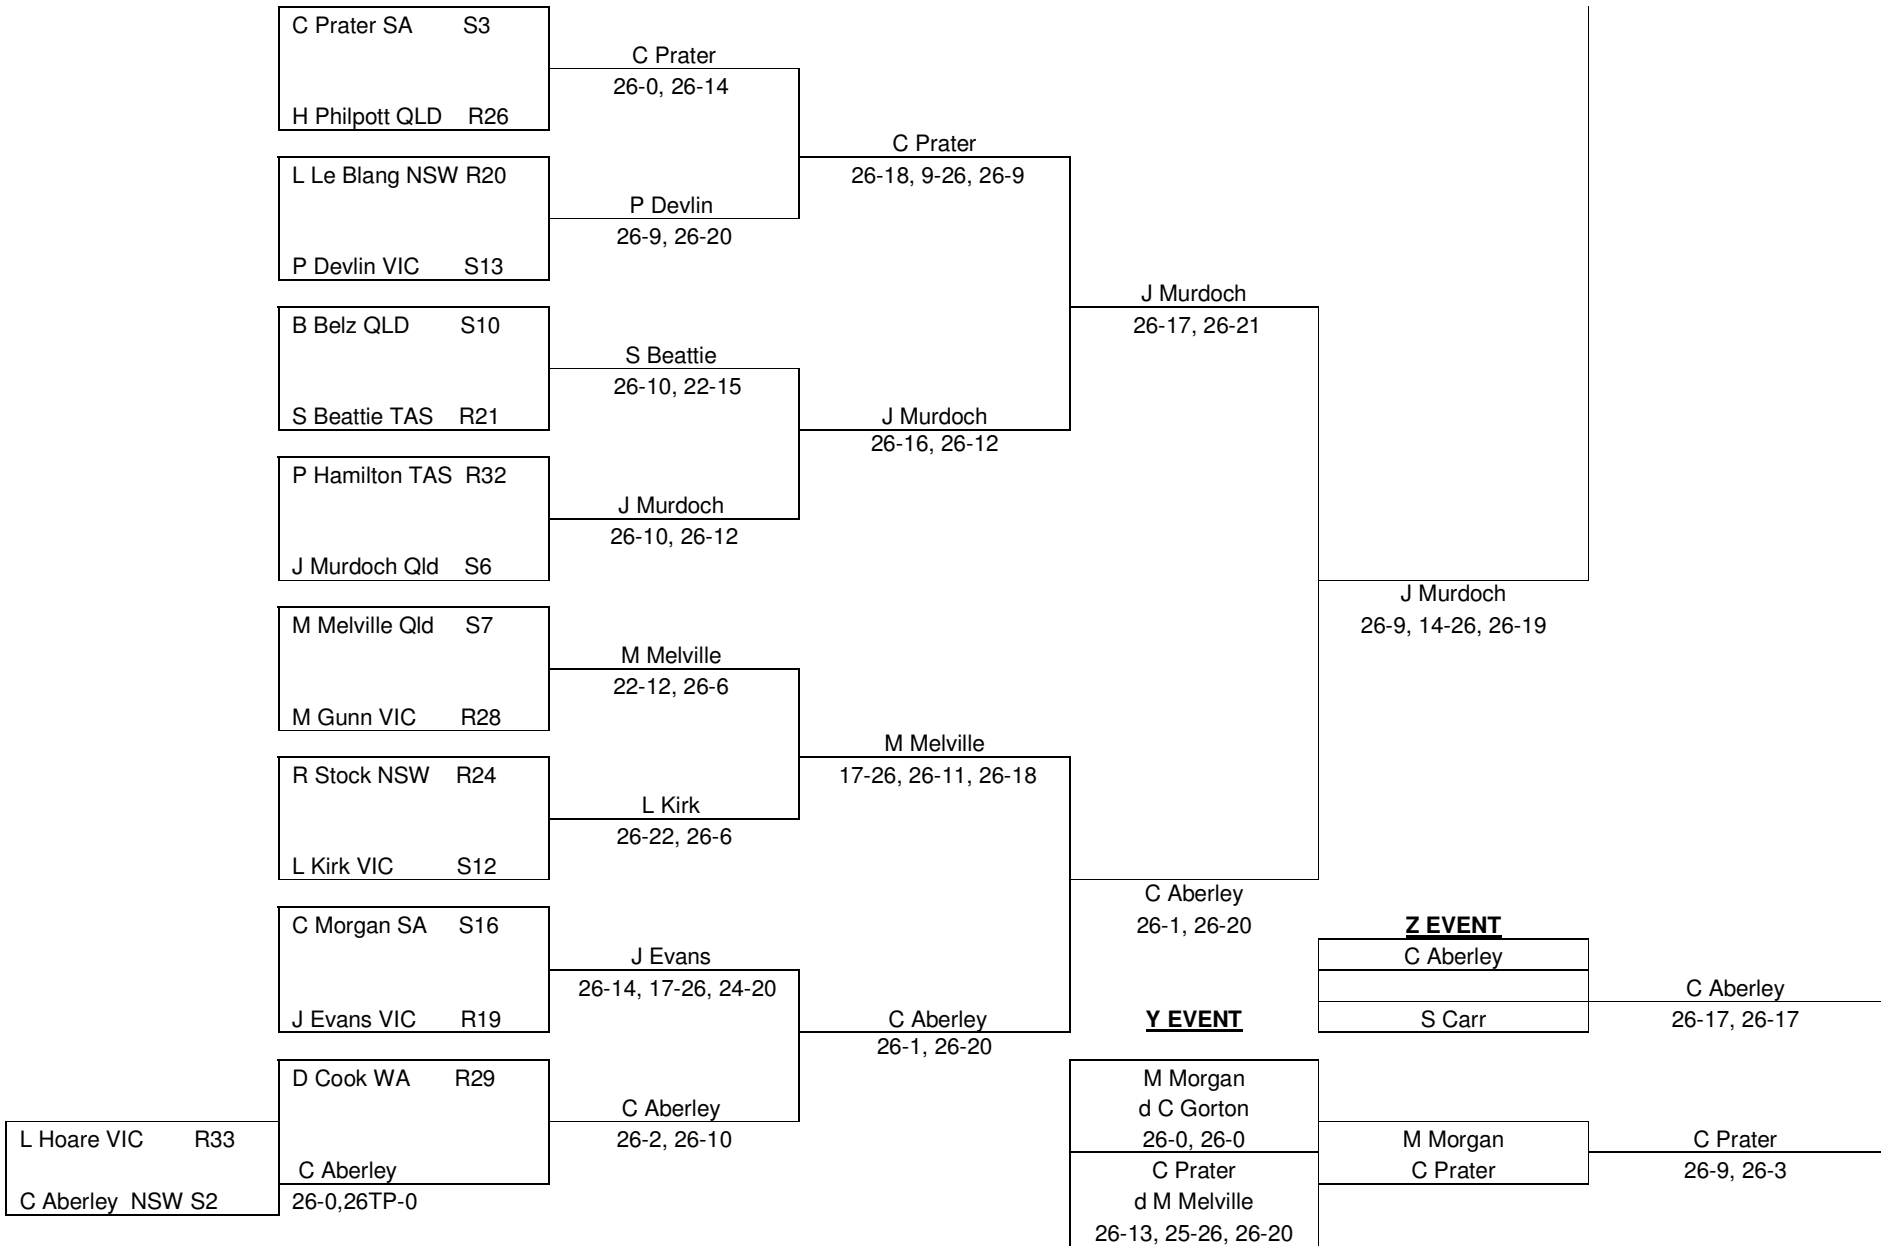 C Prater SA S3
C Prater
26-0, 26-14
H Philpott QLD R26
C Prater
L Le Blang NSW R20
26-18, 9-26, 26-9
P Devlin
26-9, 26-20
P Devlin VIC S13
J Murdoch
B Belz QLD S10
26-17, 26-21
S Beattie
26-10, 22-15
S Beattie TAS R21
J Murdoch
26-16, 26-12
P Hamilton TAS R32
J Murdoch
26-10, 26-12
J Murdoch Qld S6
J Murdoch
M Melville Qld S7
26-9, 14-26, 26-19
M Melville
22-12, 26-6
M Gunn VIC R28
M Melville
R Stock NSW R24
17-26, 26-11, 26-18
L Kirk
26-22, 26-6
L Kirk VIC S12
C Aberley
C Morgan SA S16
26-1, 26-20
Z EVENT
J Evans
C Aberley
26-14, 17-26, 24-20
C Aberley
J Evans VIC R19
C Aberley
Y EVENT
S Carr
26-17, 26-17
26-1, 26-20
D Cook WA R29
M Morgan
C Aberley
d C Gorton
L Hoare VIC R33
26-2, 26-10
26-0, 26-0
M Morgan
C Prater
C Aberley
C Prater
C Prater
26-9, 26-3
C Aberley NSW S2
26-0,26TP-0
d M Melville
26-13, 25-26, 26-20